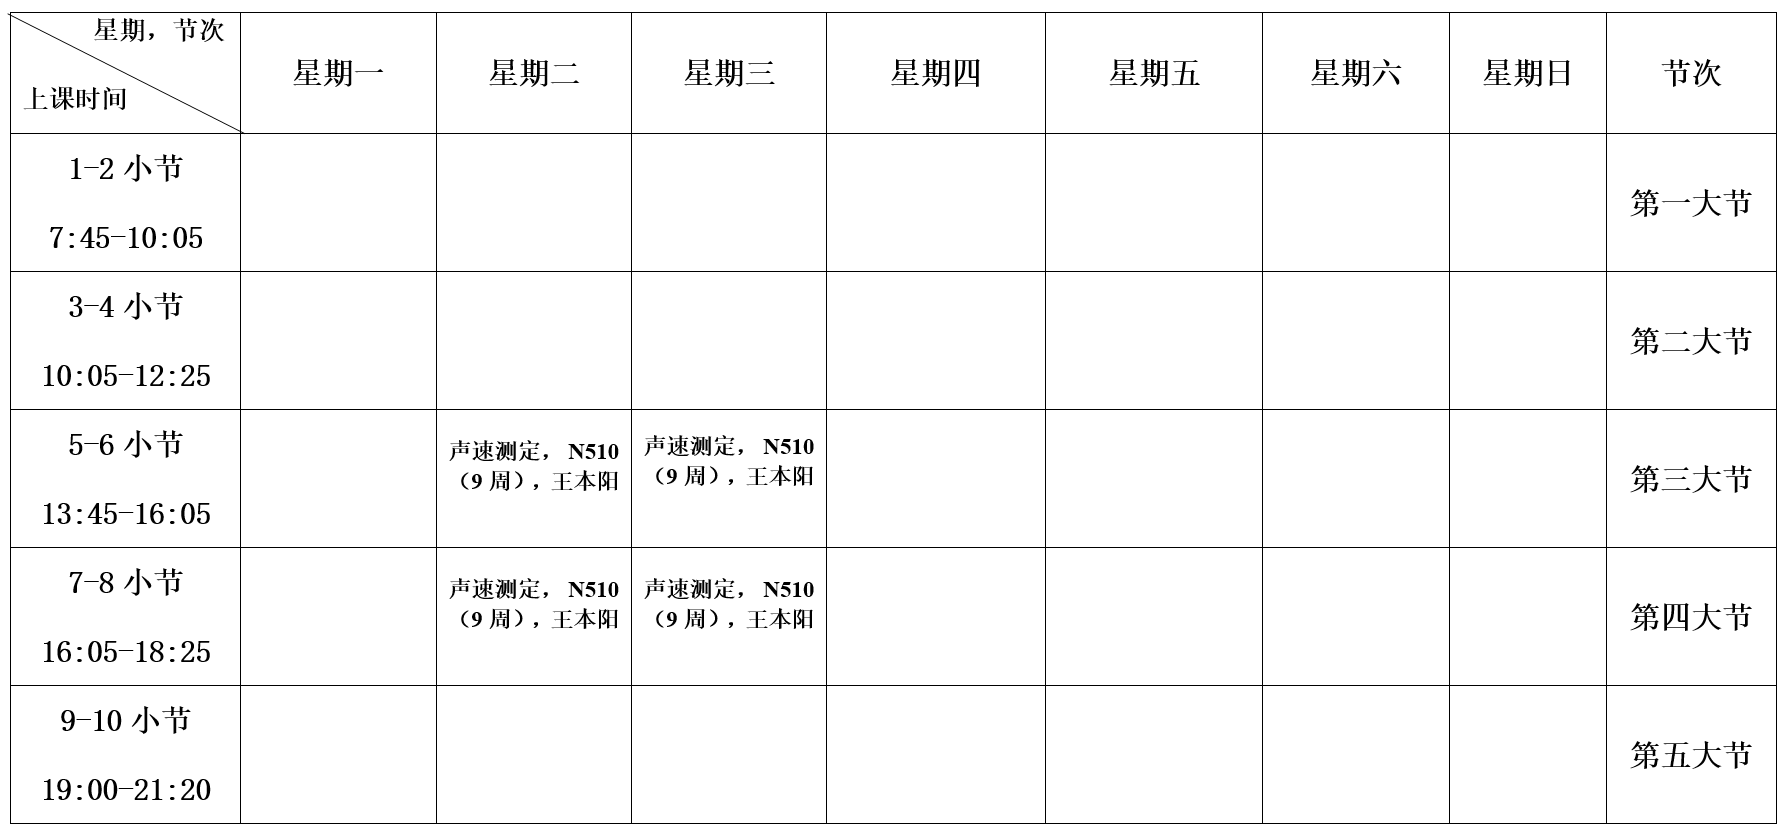 星期，节次
上课时间
星期一
星期二
星期三
星期四
星期五
星期六
星期日
节次
1-2 小节
7:45-10:05
第一大节
3-4 小节
10:05-12:25
第二大节
5-6 小节
13:45-16:05
声速测定， N510
（9 周），王本阳
声速测定， N510
（9 周），王本阳
第三大节
7-8 小节
16:05-18:25
声速测定， N510
（9 周），王本阳
声速测定， N510
（9 周），王本阳
第四大节
9-10 小节
19:00-21:20
第五大节